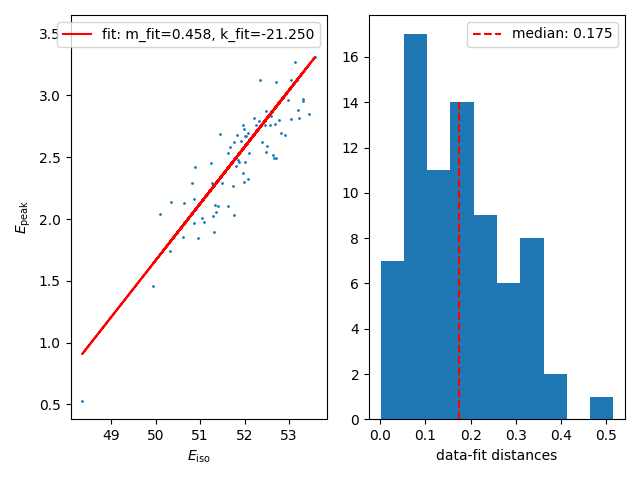 fit: m_fit=0.458, k_fit=-21.250
3.5
3.0
2.5
2.0
1.5
1.0
0.5
E_peak
49 50 51 52 53
E_iso
median: 0.175
16
14
12
10
8
6
4
2
0
0.0 0.1 0.2 0.3 0.4 0.5
data-fit distances